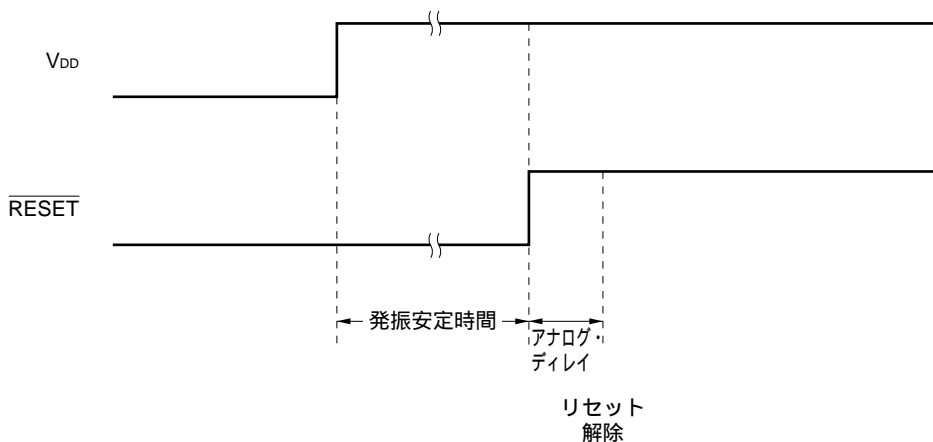 VDD
RESET
発振安定時間
アナログ・
ディレイ
リセット
解除